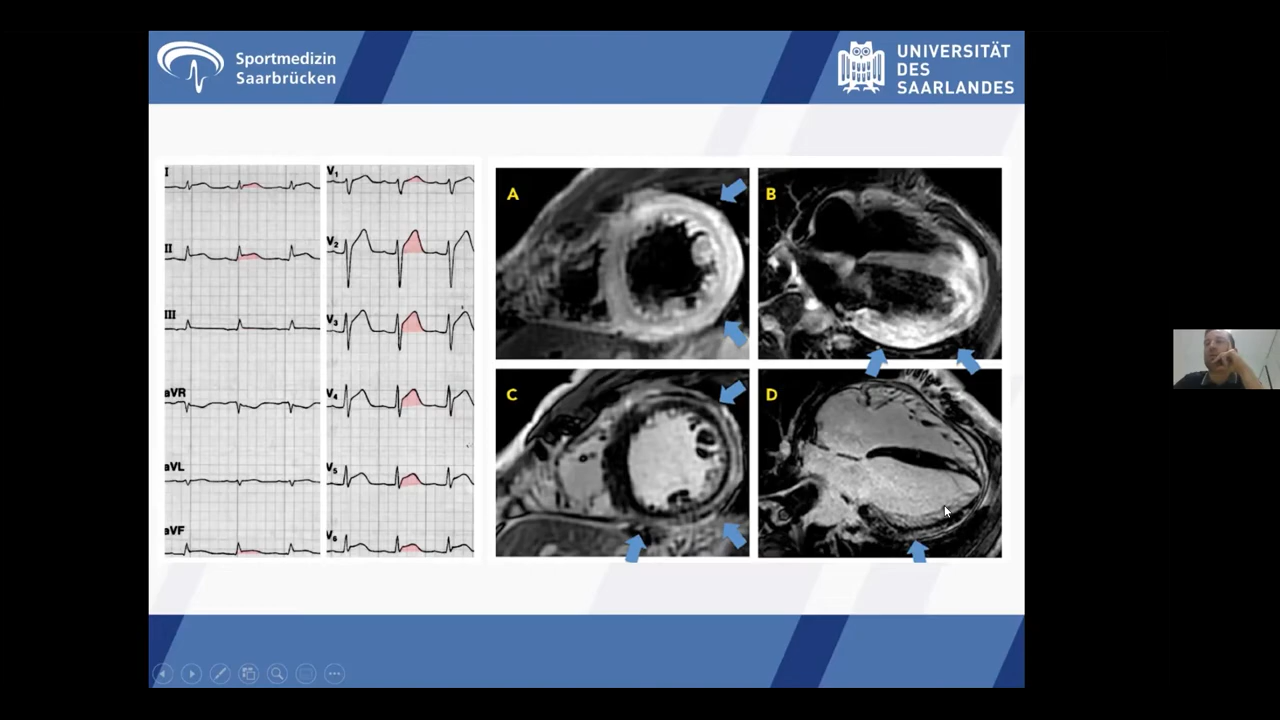 Sportmedizin
Saarbrücken
UNIVERSITÄT
DES
SAARLANDES
I
II
III
aVR
aVL
aVF
V1
V2
V3
V4
V5
V6
A
B
C
D